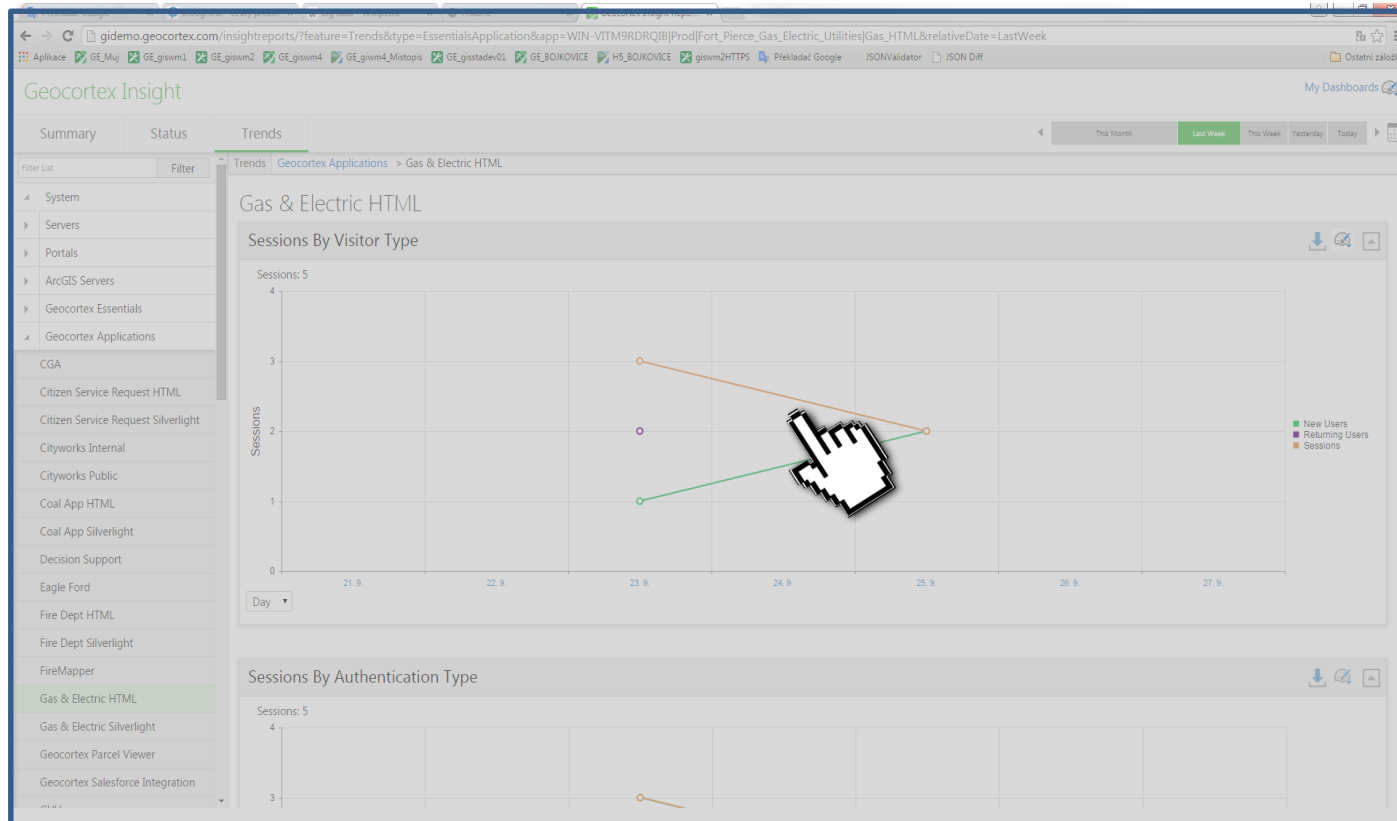 Geocortex Insight Report
gidemo.geocortex.com/insightreports/?feature=Trends&type=EssentialsApplication&app=WIN-VITM9RDRQIB|Prod|Fort_Pierce_Gas_Electric_Utilities|Gas_HTML&relativeDate=LastWeek
Aplikace GE_Muj GE_giswm1 GE_giswm2 GE_giwm4 GE_giwm4_Mistopis GE_gisstadev01 GE_BOJKOVICE H5_BOJKOVICE giswm2HTTPS Překladač Google JSONValidator JSON Diff Ostatní zálož
Geocortex Insight My Dashboards
Summary Status Trends This Month Last Week This Week Yesterday Today
Filter List Filter Trends Geocortex Applications > Gas & Electric HTML
System
Gas & Electric HTML
Servers
Sessions By Visitor Type
Portals
Sessions: 5
ArcGIS Servers
4
Geocortex Essentials
Geocortex Applications
CGA
3
Citizen Service Request HTML
Citizen Service Request Silverlight
Sessions
2
New Users
Returning Users
Sessions
Cityworks Internal
Cityworks Public
Coal App HTML
1
Coal App Silverlight
Decision Support
0
Eagle Ford
21. 9. 22. 9. 23. 9. 24. 9. 25. 9. 26. 9. 27. 9.
Day
Fire Dept HTML
Fire Dept Silverlight
FireMapper
Sessions By Authentication Type
Gas & Electric HTML
Sessions: 5
Gas & Electric Silverlight
4
Geocortex Parcel Viewer
Geocortex Salesforce Integration
3